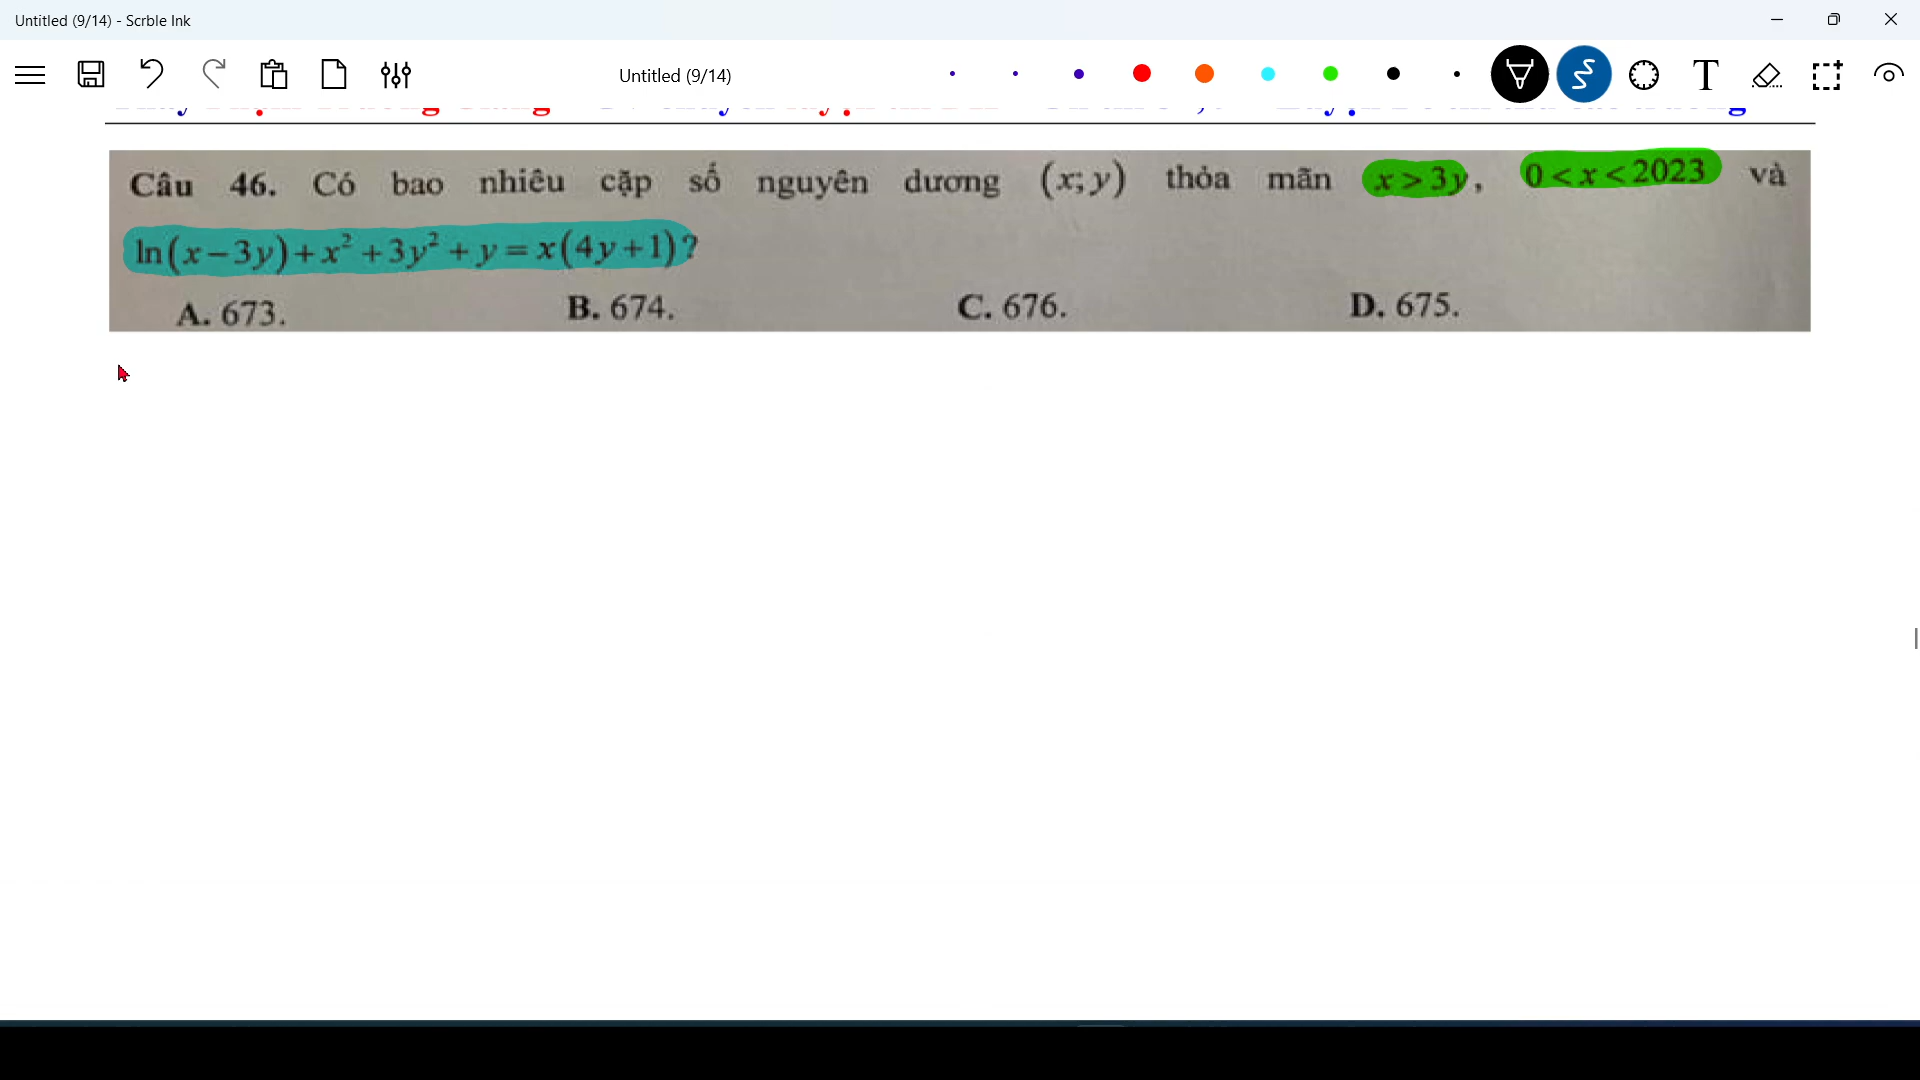 Untitled (9/14) - Scrble Ink
Untitled (9/14)
T
Câu 46. Có bao nhiêu cặp số nguyên dương (x; y) thỏa mãn x > 3y, 0 < x < 2023 và
ln(x − 3y) + x² + 3y² + y = x(4y + 1)?
A. 673. B. 674. C. 676. D. 675.